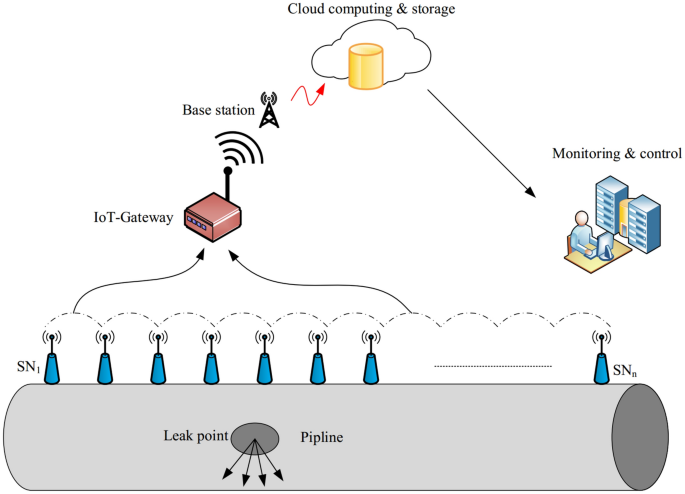 Cloud computing & storage
Base station
Monitoring & control
IoT-Gateway
SN₁
SNₙ
Leak point
Pipline